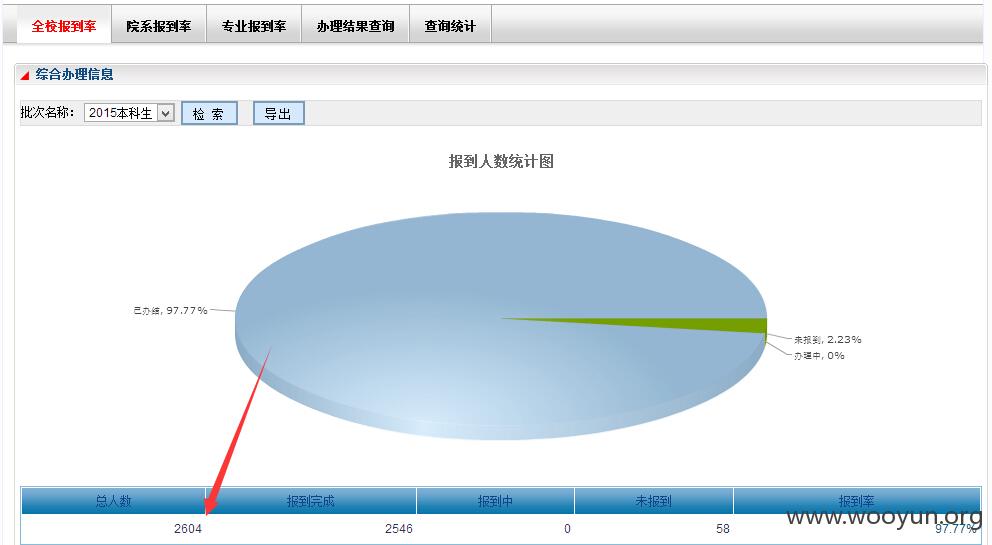 全校报到率 院系报到率 专业报到率 办理结果查询 查询统计
综合办理信息
批次名称： 2015本科生 检 索 导出
报到人数统计图
已办结, 97.77%
未报到, 2.23%
办理中, 0%
总人数 报到完成 报到中 未报到 报到率
2604 2546 0 58 97.77%
www.wooyun.org